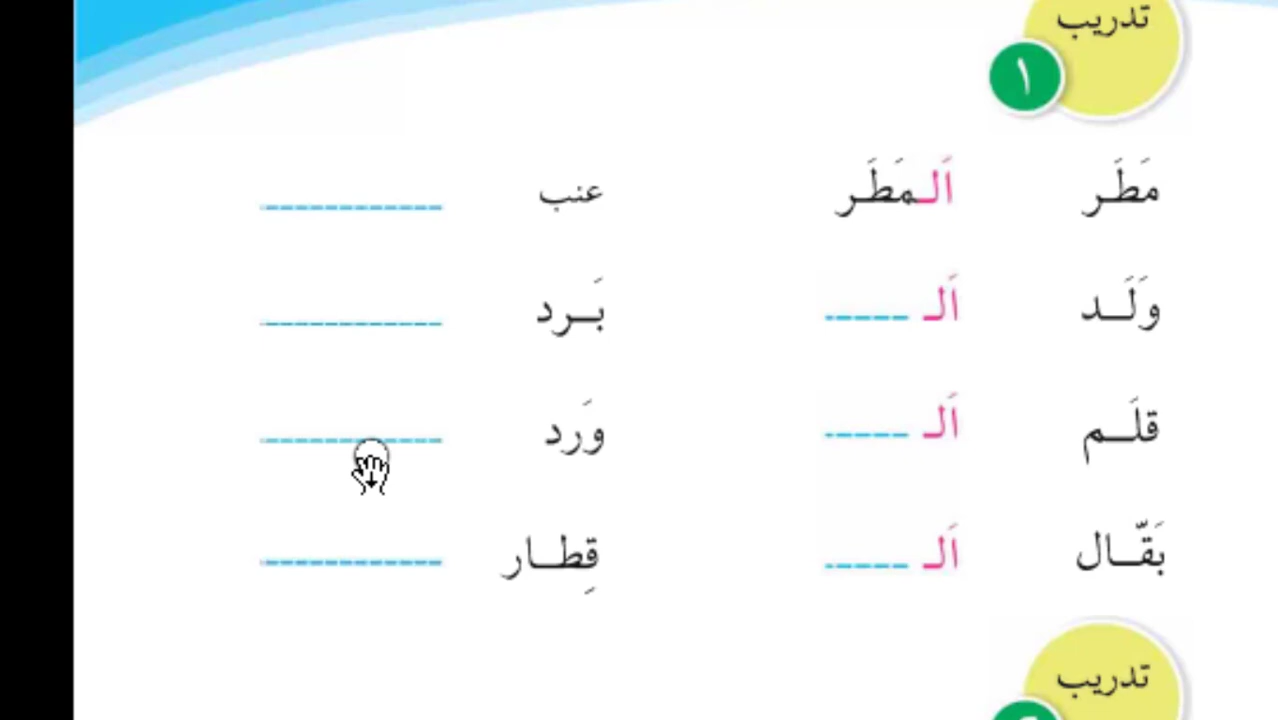 تدريب
١
مَطَر اَلـمَطَر عنب ----------
وَلَـد اَلـ ----- بَـرد ----------
قلَـم اَلـ ----- وَرد ----------
بَقّـال اَلـ ----- قِطـار ----------
تدريب